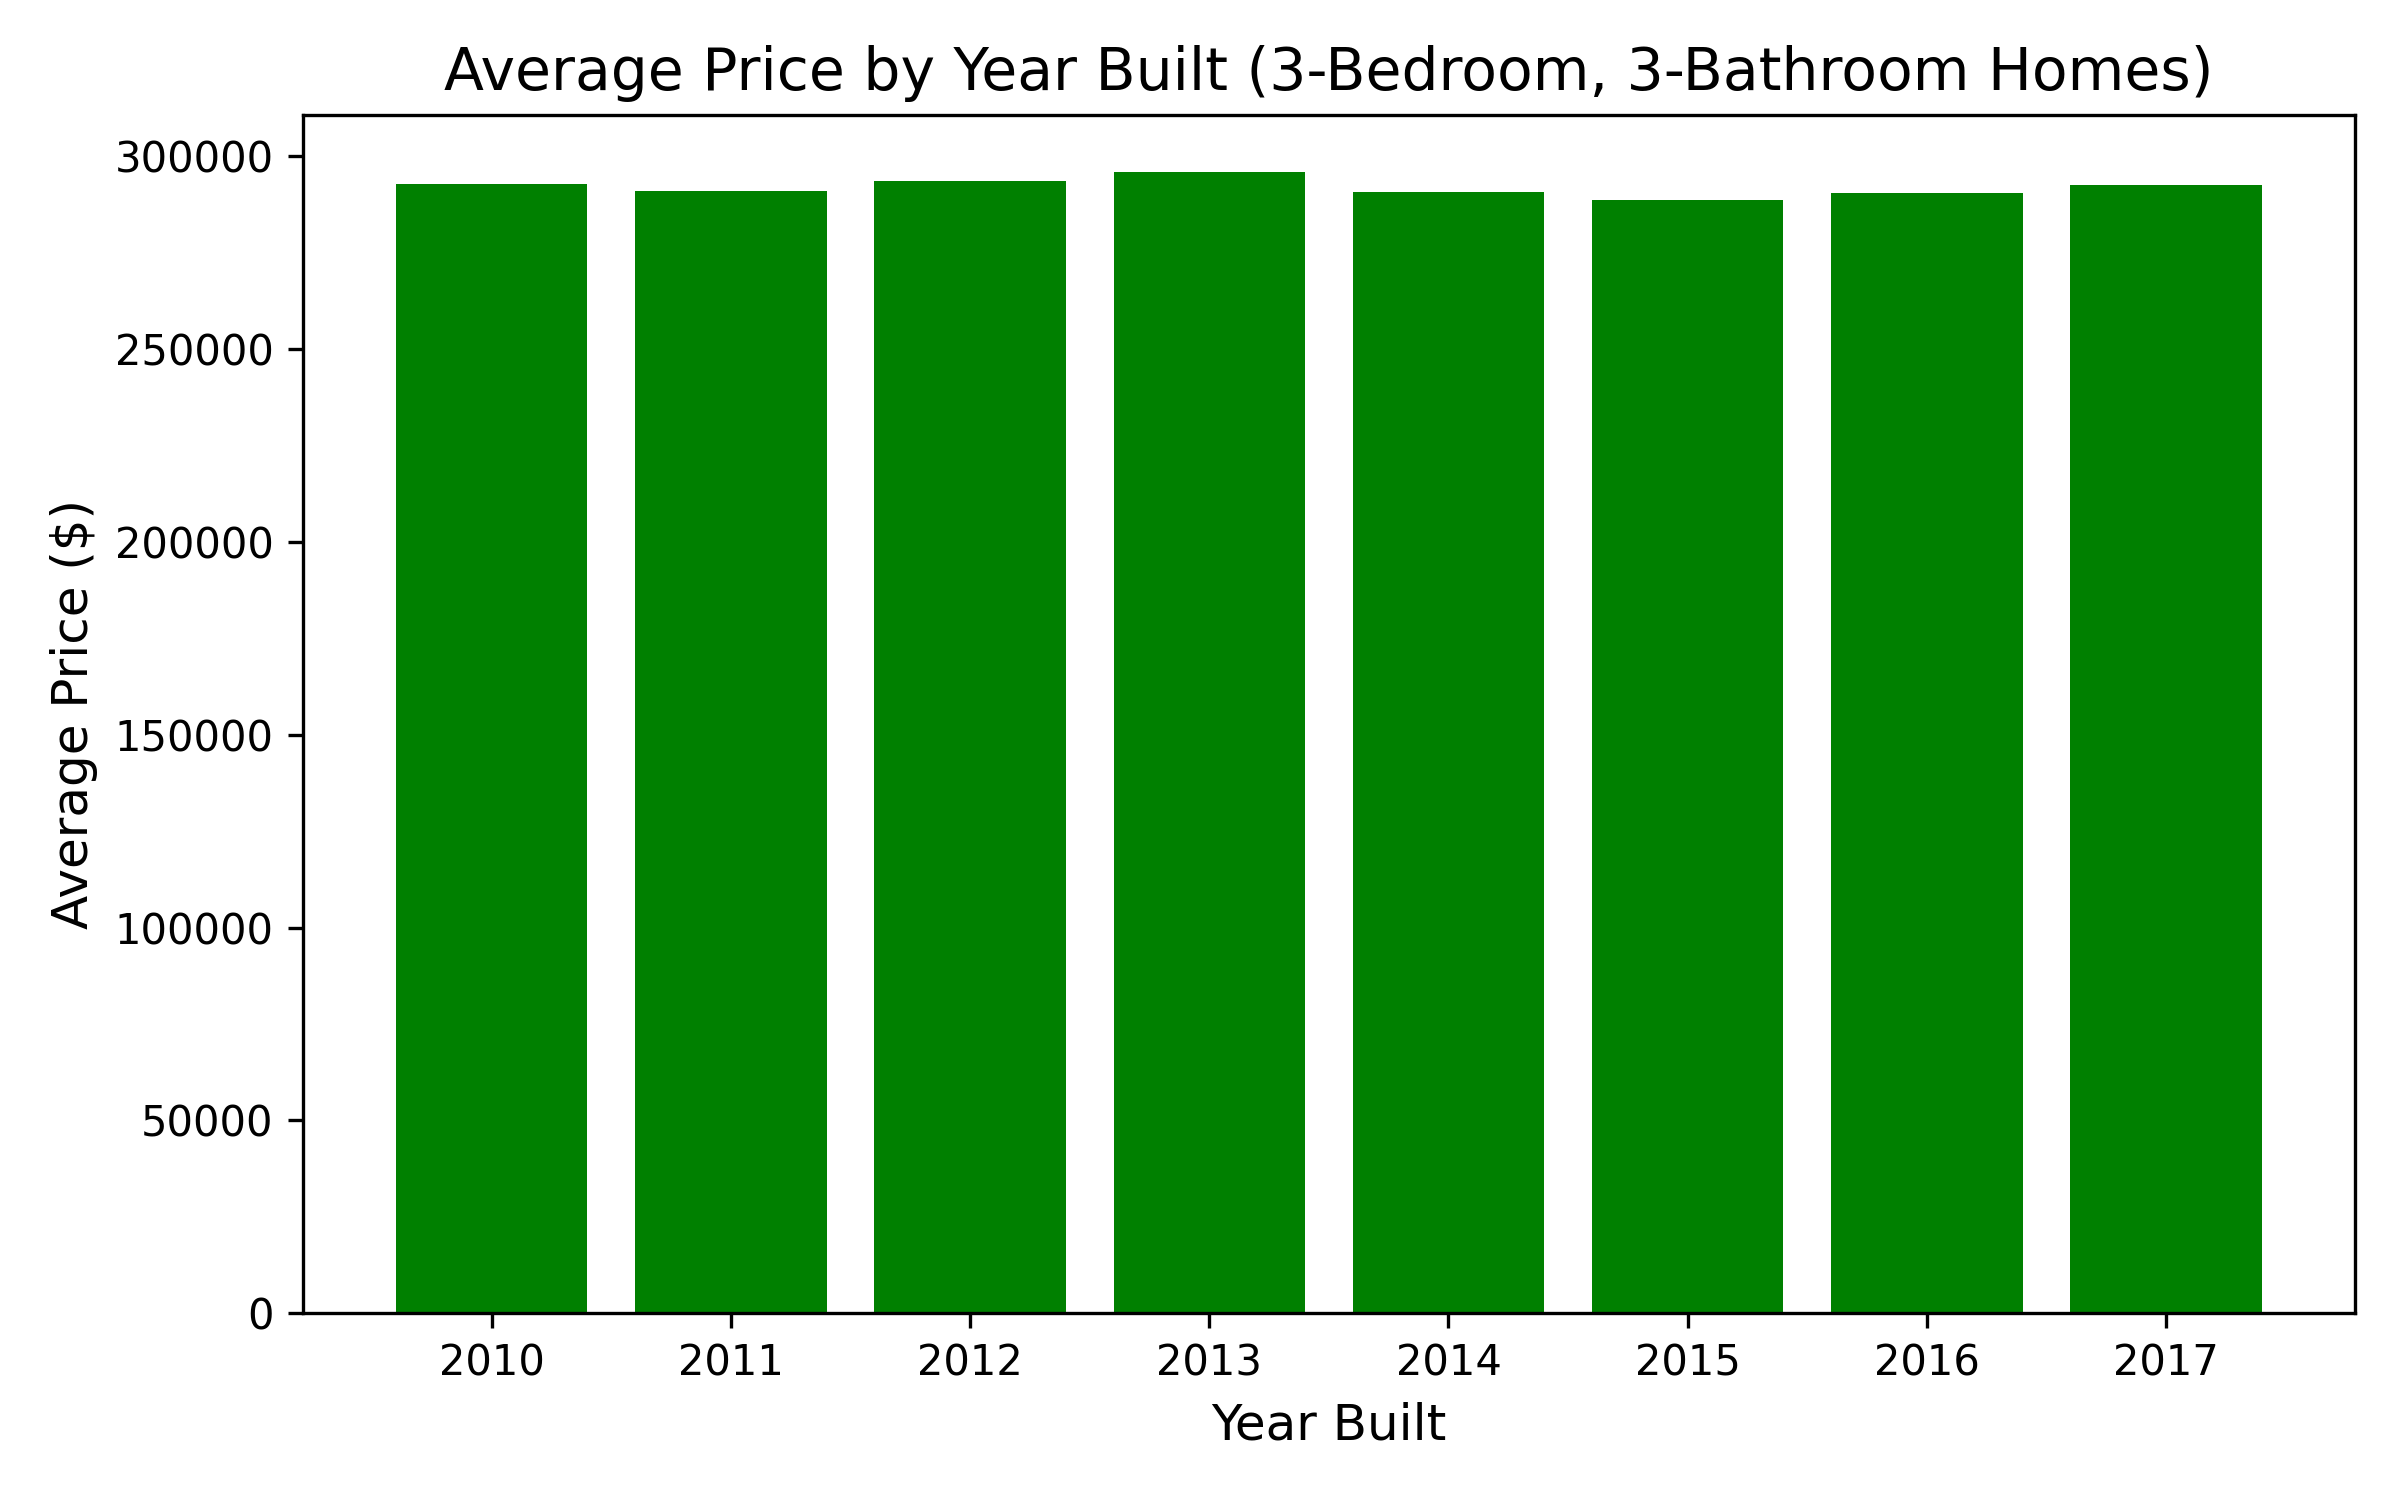 Average Price by Year Built (3-Bedroom, 3-Bathroom Homes)
Average Price ($)
300000
250000
200000
150000
100000
50000
0
2010 2011 2012 2013 2014 2015 2016 2017
Year Built